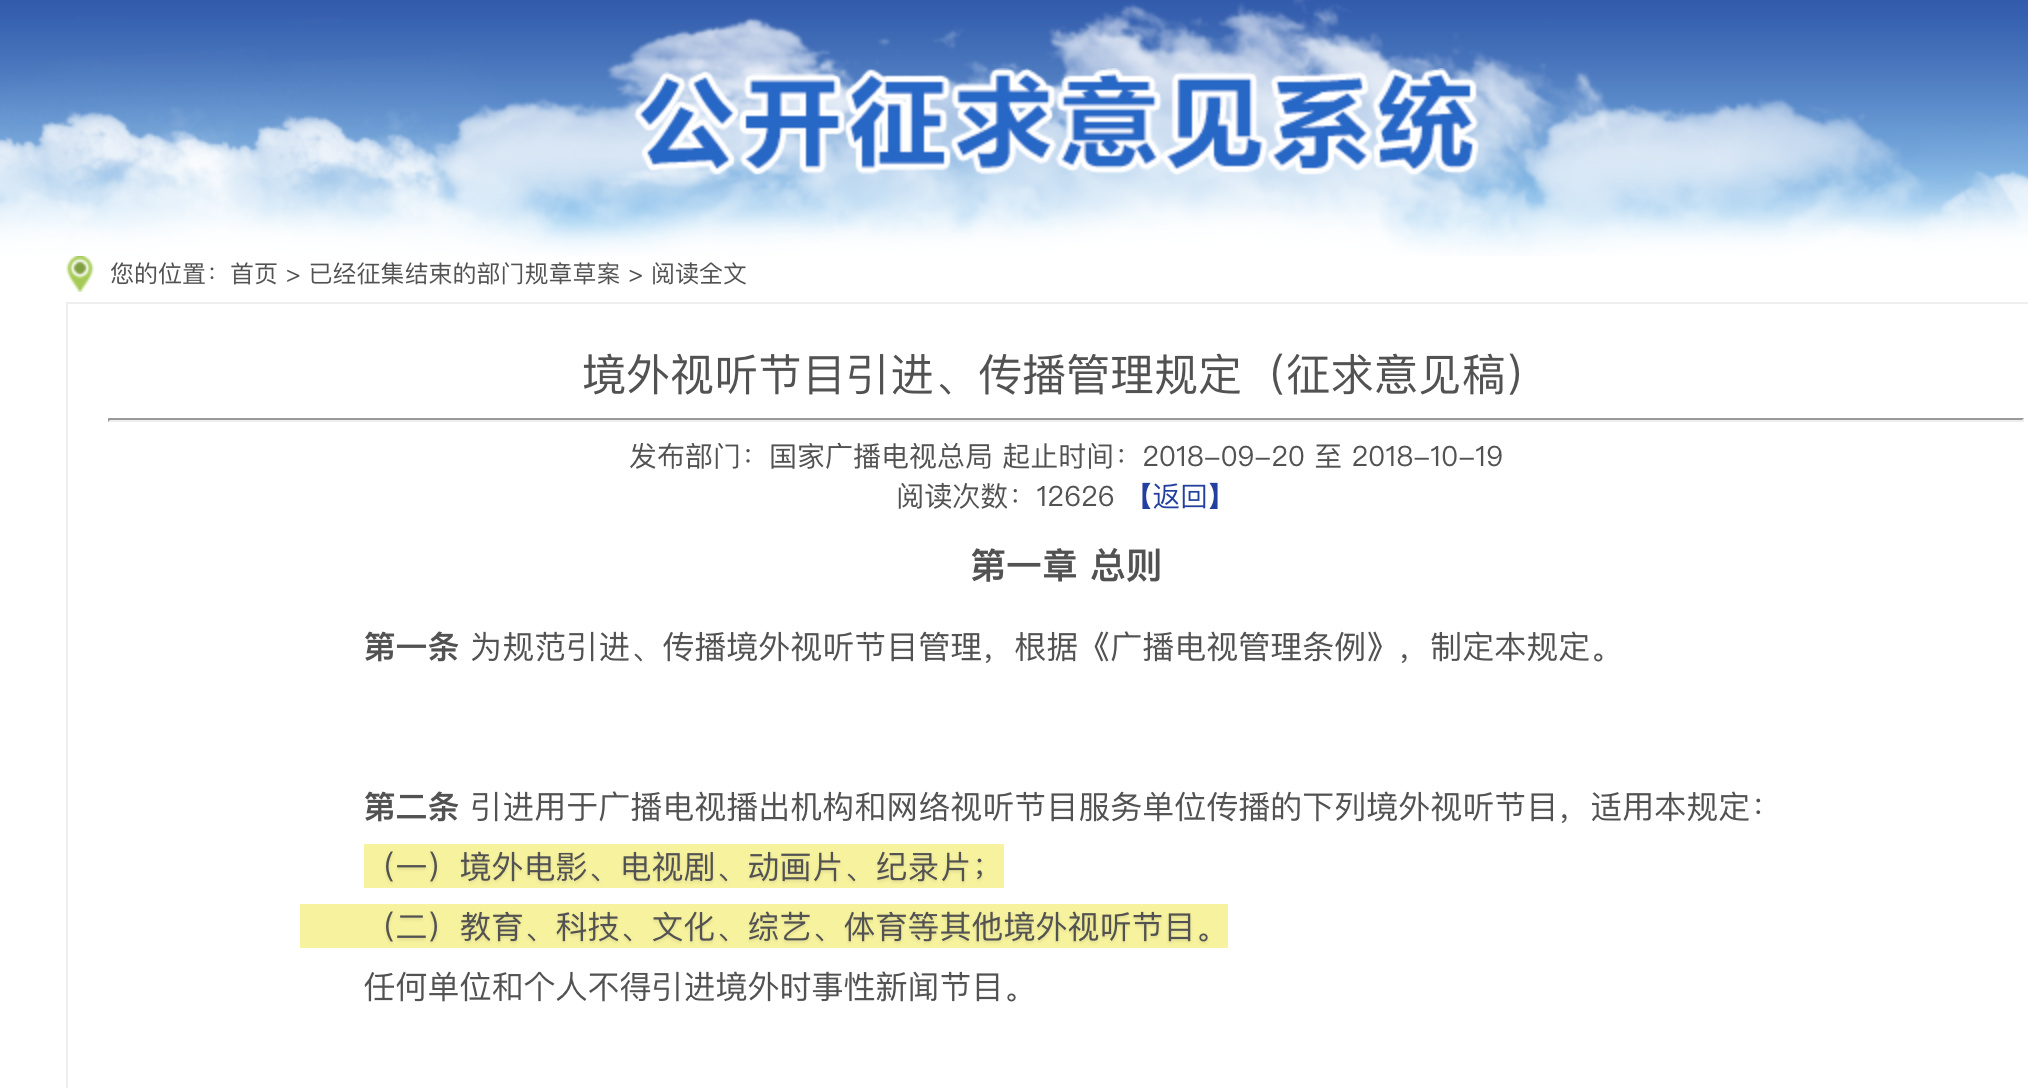 公开征求意见系统
您的位置：首页 > 已经征集结束的部门规章草案 > 阅读全文
境外视听节目引进、传播管理规定（征求意见稿）
发布部门：国家广播电视总局 起止时间：2018-09-20 至 2018-10-19
阅读次数：12626 【返回】
第一章 总则
第一条 为规范引进、传播境外视听节目管理，根据《广播电视管理条例》，制定本规定。
第二条 引进用于广播电视播出机构和网络视听节目服务单位传播的下列境外视听节目，适用本规定：
（一）境外电影、电视剧、动画片、纪录片；
（二）教育、科技、文化、综艺、体育等其他境外视听节目。
任何单位和个人不得引进境外时事性新闻节目。